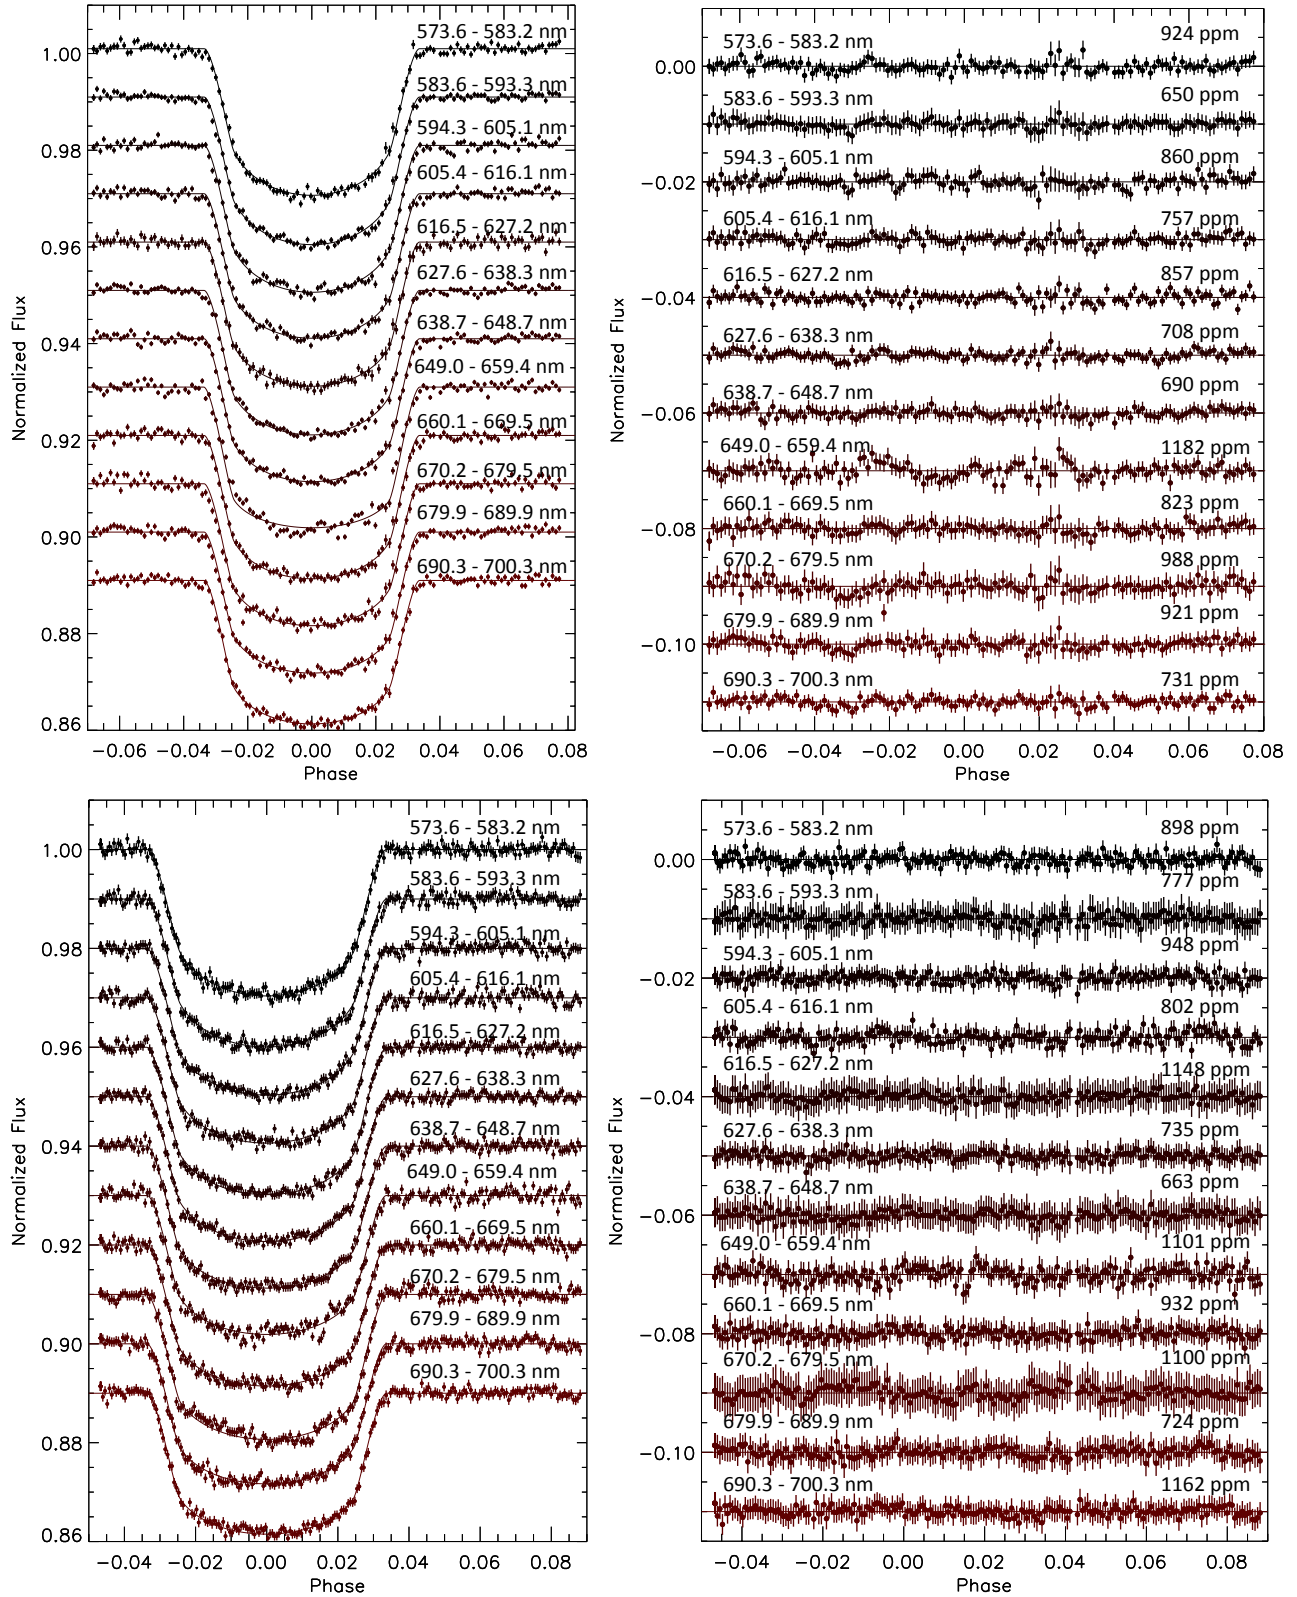 573.6 - 583.2 nm
1.00
583.6 - 593.3 nm
594.3 - 605.1 nm
0.98
605.4 - 616.1 nm
616.5 - 627.2 nm
0.96
627.6 - 638.3 nm
638.7 - 648.7 nm
0.94
649.0 - 659.4 nm
660.1 - 669.5 nm
0.92
670.2 - 679.5 nm
679.9 - 689.9 nm
0.90
690.3 - 700.3 nm
0.88
0.86
Normalized Flux
−0.06 −0.04 −0.02 0.00 0.02 0.04 0.06 0.08
Phase
573.6 - 583.2 nm 924 ppm
0.00
583.6 - 593.3 nm 650 ppm
594.3 - 605.1 nm 860 ppm
−0.02
605.4 - 616.1 nm 757 ppm
616.5 - 627.2 nm 857 ppm
−0.04
627.6 - 638.3 nm 708 ppm
638.7 - 648.7 nm 690 ppm
−0.06
649.0 - 659.4 nm 1182 ppm
660.1 - 669.5 nm 823 ppm
−0.08
670.2 - 679.5 nm 988 ppm
679.9 - 689.9 nm 921 ppm
−0.10
690.3 - 700.3 nm 731 ppm
Normalized Flux
−0.06 −0.04 −0.02 0.00 0.02 0.04 0.06 0.08
Phase
573.6 - 583.2 nm
1.00
583.6 - 593.3 nm
594.3 - 605.1 nm
0.98
605.4 - 616.1 nm
616.5 - 627.2 nm
0.96
627.6 - 638.3 nm
638.7 - 648.7 nm
0.94
649.0 - 659.4 nm
660.1 - 669.5 nm
0.92
670.2 - 679.5 nm
679.9 - 689.9 nm
0.90
690.3 - 700.3 nm
0.88
0.86
Normalized Flux
−0.04 −0.02 0.00 0.02 0.04 0.06 0.08
Phase
573.6 - 583.2 nm 898 ppm
0.00
583.6 - 593.3 nm 777 ppm
594.3 - 605.1 nm 948 ppm
−0.02
605.4 - 616.1 nm 802 ppm
616.5 - 627.2 nm 1148 ppm
−0.04
627.6 - 638.3 nm 735 ppm
638.7 - 648.7 nm 663 ppm
−0.06
649.0 - 659.4 nm 1101 ppm
660.1 - 669.5 nm 932 ppm
−0.08
670.2 - 679.5 nm 1100 ppm
679.9 - 689.9 nm 724 ppm
−0.10
690.3 - 700.3 nm 1162 ppm
Normalized Flux
−0.04 −0.02 0.00 0.02 0.04 0.06 0.08
Phase